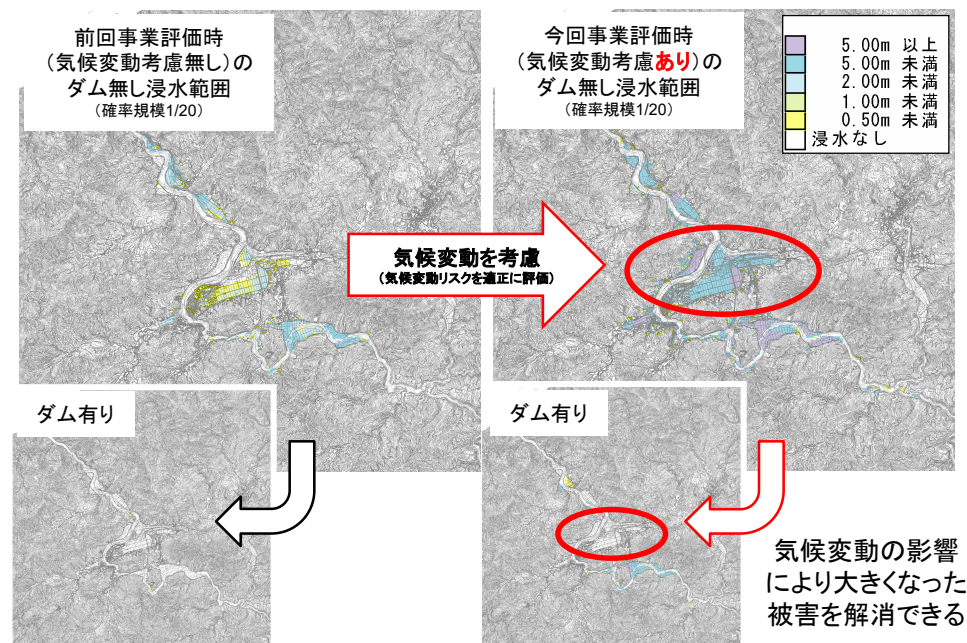 前回事業評価時
（気候変動考慮無し）の
ダム無し浸水範囲
（確率規模1/20）
今回事業評価時
（気候変動考慮あり）の
ダム無し浸水範囲
（確率規模1/20）
5.00m 以上
5.00m 未満
2.00m 未満
1.00m 未満
0.50m 未満
浸水なし
気候変動を考慮
（気候変動リスクを適正に評価）
ダム有り
ダム有り
気候変動の影響
により大きくなった
被害を解消できる